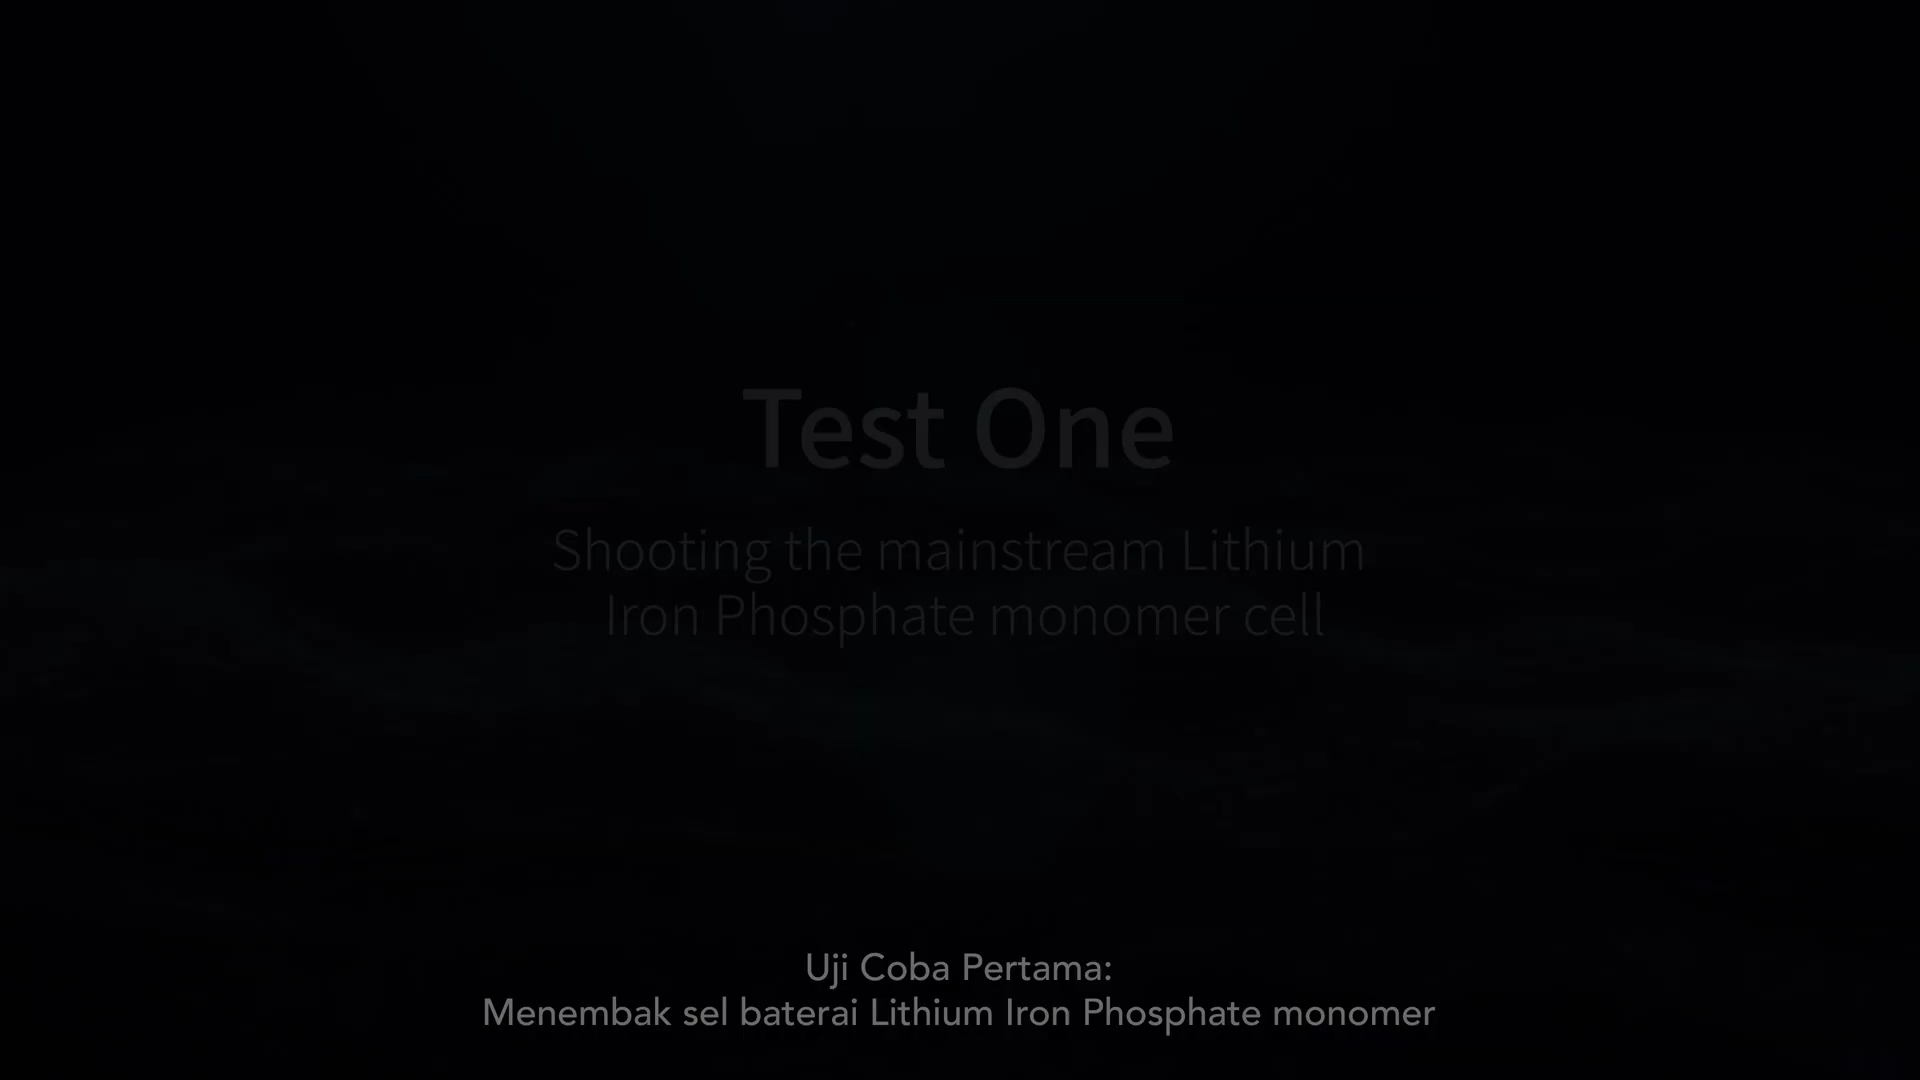 Test One
Shooting the mainstream Lithium
Iron Phosphate monomer cell
Uji Coba Pertama:
Menembak sel baterai Lithium Iron Phosphate monomer